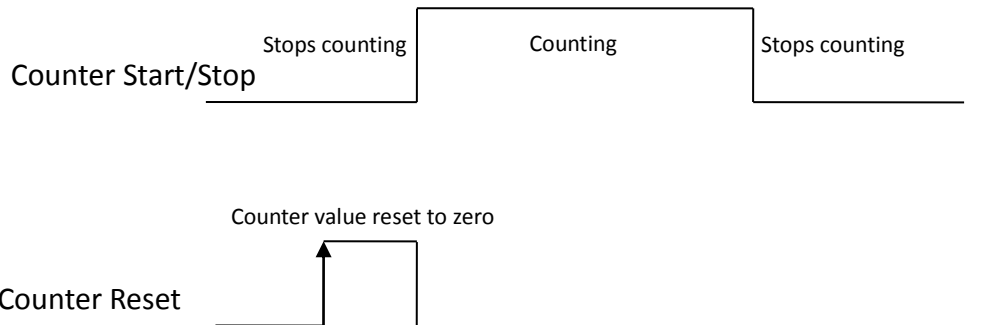 Stops counting
Counting
Stops counting
Counter Start/Stop
Counter value reset to zero
Counter Reset